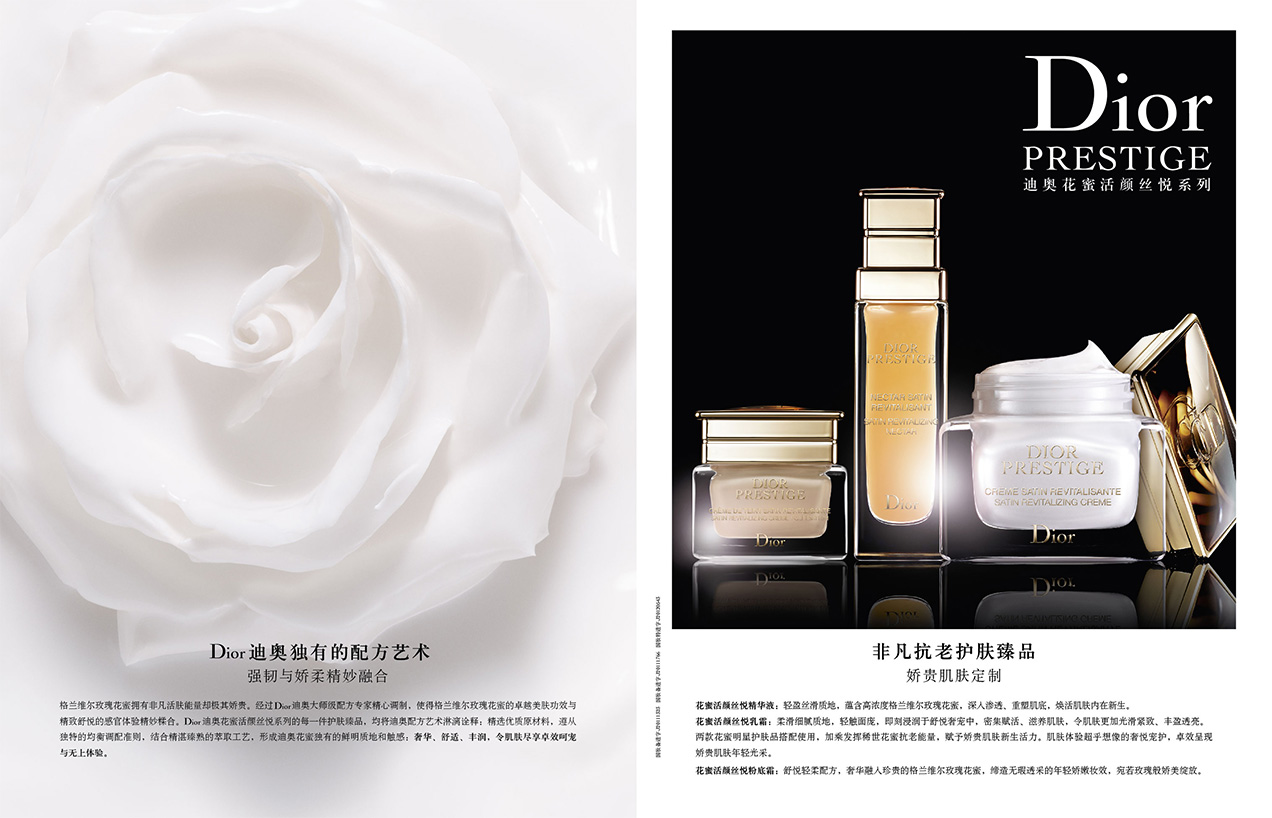 Dior迪奥独有的配方艺术
强韧与娇柔精妙融合
格兰维尔玫瑰花蜜拥有非凡活肤能量却极其娇贵。经过Dior迪奥大师级配方专家精心调制，使得格兰维尔玫瑰花蜜的卓越美肤功效与
精致舒悦的感官体验精妙糅合。Dior迪奥花蜜活颜丝悦系列的每一件护肤臻品，均将迪奥配方艺术淋漓诠释：精选优质原材料，遵从
独特的均衡调配准则，结合精湛臻熟的萃取工艺，形成迪奥花蜜独有的鲜明质地和触感：奢华、舒适、丰润，令肌肤尽享卓效呵宠
与无上体验。
Dior
PRESTIGE
迪奥花蜜活颜丝悦系列
DIOR
PRESTIGE
NECTAR SATIN
REVITALISANT
SATIN REVITALIZING
NECTAR
Dior
DIOR
PRESTIGE
Dior
DIOR
PRESTIGE
CRÈME SATIN REVITALISANTE
SATIN REVITALIZING CREME
Dior
非凡抗老护肤臻品
娇贵肌肤定制
花蜜活颜丝悦精华液：轻盈丝滑质地，蕴含高浓度格兰维尔玫瑰花蜜，深入渗透、重塑肌底，焕活肌肤内在新生。
花蜜活颜丝悦乳霜：柔滑细腻质地，轻触面庞，即刻浸润于舒悦奢宠中，密集赋活、滋养肌肤，令肌肤更加光滑紧致、丰盈透亮。
两款花蜜明星护肤品搭配使用，加乘发挥稀世花蜜抗老能量，赋予娇贵肌肤新生活力。肌肤体验超乎想像的奢悦宠护，卓效呈现
娇贵肌肤年轻光采。
花蜜活颜丝悦粉底霜：舒悦轻柔配方，奢华融入珍贵的格兰维尔玫瑰花蜜，缔造无瑕透采的年轻娇嫩妆效，宛若玫瑰般娇美绽放。